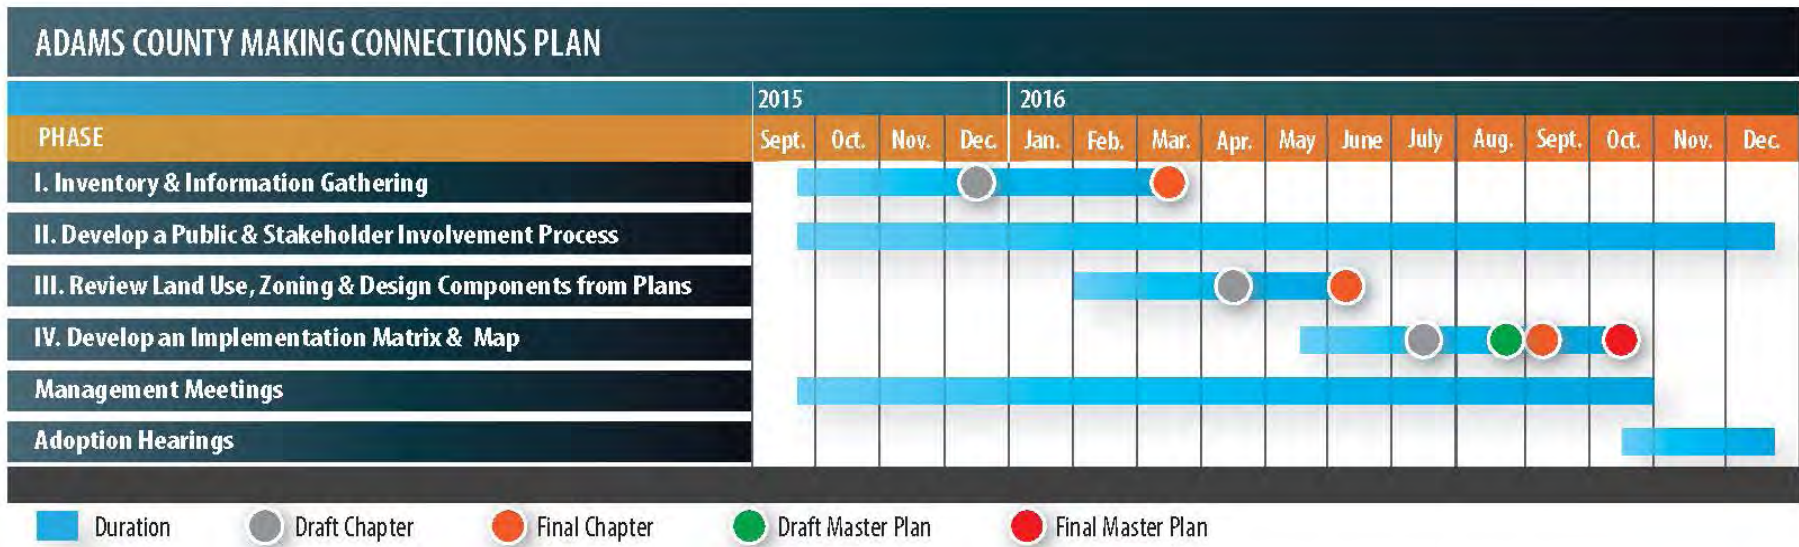 ADAMS COUNTY MAKING CONNECTIONS PLAN
2015 2016
PHASE Sept. Oct. Nov. Dec. Jan. Feb. Mar. Apr. May June July Aug. Sept. Oct. Nov. Dec.
I. Inventory & Information Gathering
II. Develop a Public & Stakeholder Involvement Process
III. Review Land Use, Zoning & Design Components from Plans
IV. Develop an Implementation Matrix & Map
Management Meetings
Adoption Hearings
Duration Draft Chapter Final Chapter Draft Master Plan Final Master Plan